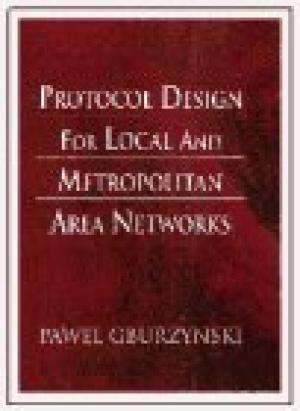 PROTOCOL DESIGN
FOR LOCAL AND
METROPOLITAN
AREA NETWORKS
PAWEL GBURZYNSKI